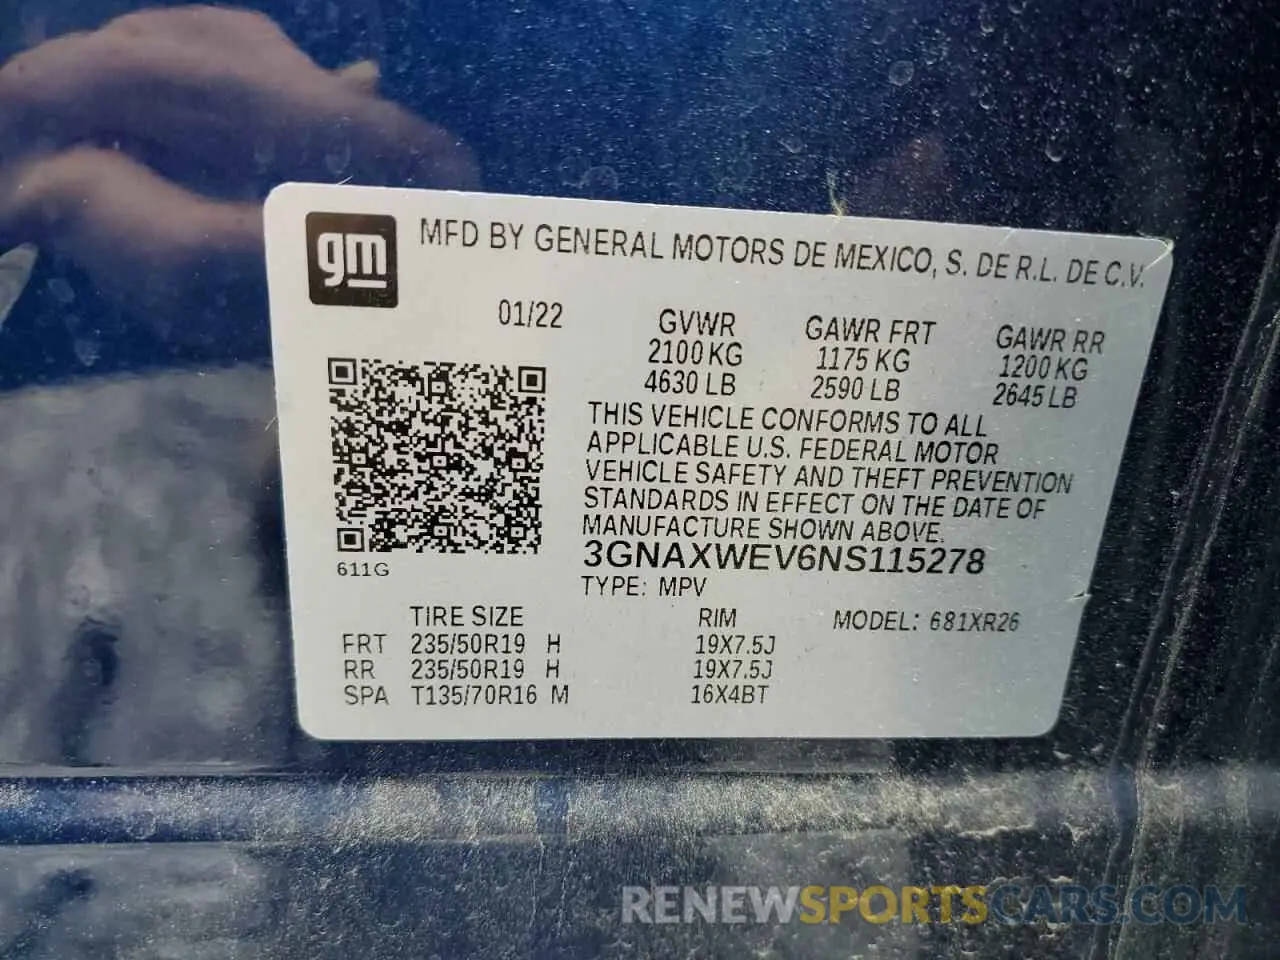 gm
MFD BY GENERAL MOTORS DE MEXICO, S. DE R.L. DE C.V.
01/22 GVWR GAWR FRT GAWR RR
2100 KG 1175 KG 1200 KG
4630 LB 2590 LB 2645 LB
THIS VEHICLE CONFORMS TO ALL
APPLICABLE U.S. FEDERAL MOTOR
VEHICLE SAFETY AND THEFT PREVENTION
STANDARDS IN EFFECT ON THE DATE OF
MANUFACTURE SHOWN ABOVE.
3GNAXWEV6NS115278
611G
TYPE: MPV
TIRE SIZE RIM MODEL: 681XR26
FRT 235/50R19 H 19X7.5J
RR 235/50R19 H 19X7.5J
SPA T135/70R16 M 16X4BT
RENEWSPORTSCARS.COM